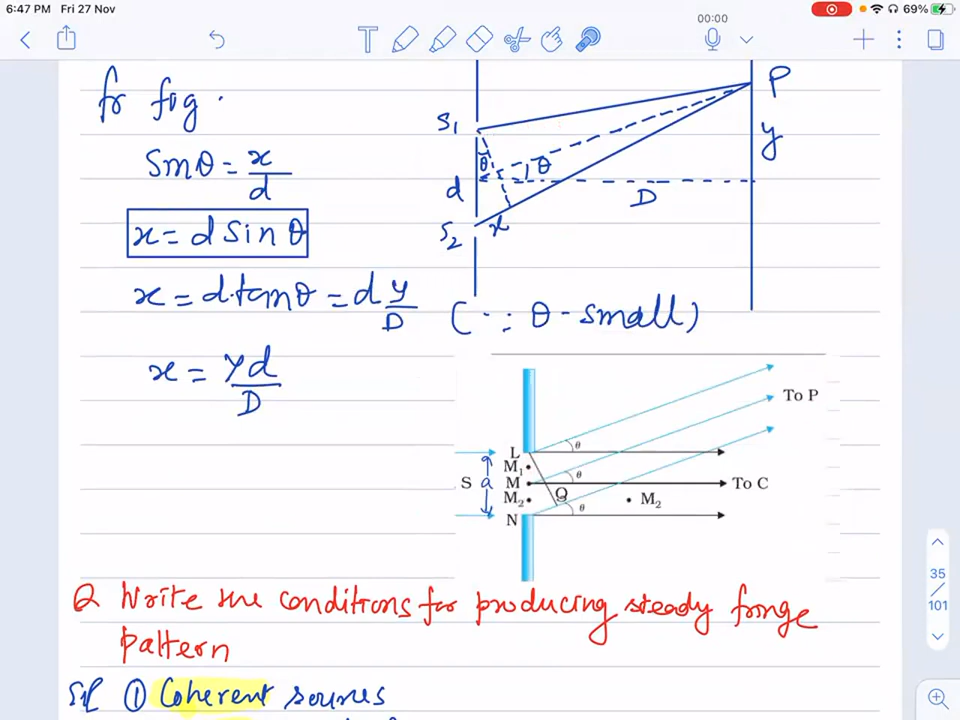 6:47 PM Fri 27 Nov
69%
00:00
fr fog.
Sinθ = x/d
x = d Sin θ
x = d.tanθ = d y/D (∵ θ - small)
x = yd/D
S1
P
θ
θ
y
d
D
S2
x
To P
L
θ
M1
S
a
M
θ
To C
M2
Q
M2
N
θ
35
/
101
Q Write the conditions for producing steady fringe
pattern
Sol ① Coherent sources